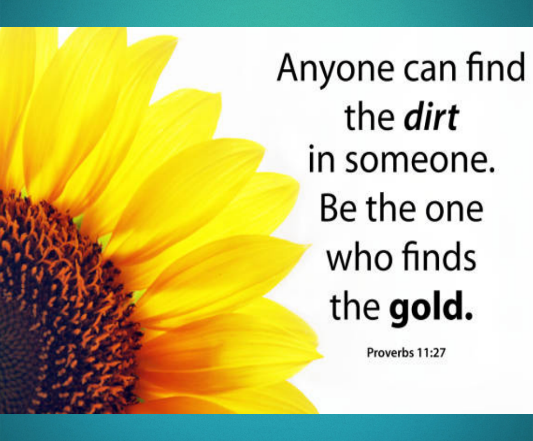 Anyone can find
the dirt
in someone.
Be the one
who finds
the gold.
Proverbs 11:27